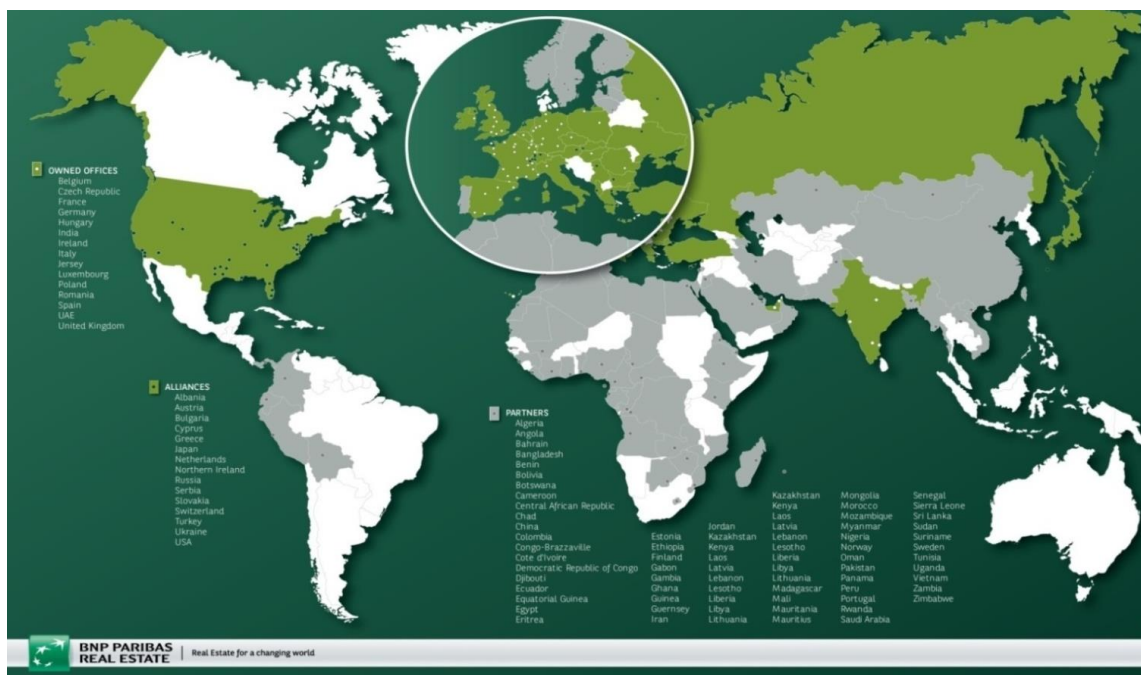 OWNED OFFICES
Belgium
Czech Republic
France
Germany
Hungary
India
Ireland
Italy
Jersey
Luxembourg
Poland
Romania
Spain
UAE
United Kingdom
ALLIANCES
Albania
Austria
Bulgaria
Cyprus
Greece
Japan
Netherlands
Northern Ireland
Russia
Serbia
Slovakia
Switzerland
Turkey
Ukraine
USA
PARTNERS
Algeria
Angola
Bahrain
Bangladesh
Benin
Bolivia
Botswana
Cameroon
Central African Republic
Chad
China
Colombia
Congo-Brazzaville
Cote d'Ivoire
Democratic Republic of Congo
Djibouti
Ecuador
Equatorial Guinea
Egypt
Eritrea
Estonia
Ethiopia
Finland
Gabon
Gambia
Ghana
Guinea
Guernsey
Iran
Jordan
Kazakhstan
Kenya
Laos
Latvia
Lebanon
Lesotho
Liberia
Libya
Lithuania
Kazakhstan
Kenya
Laos
Latvia
Lebanon
Lesotho
Liberia
Libya
Lithuania
Madagascar
Mali
Mauritania
Mauritius
Mongolia
Morocco
Mozambique
Myanmar
Nigeria
Norway
Oman
Pakistan
Panama
Peru
Portugal
Rwanda
Saudi Arabia
Senegal
Sierra Leone
Sri Lanka
Sudan
Suriname
Sweden
Tunisia
Uganda
Vietnam
Zambia
Zimbabwe
BNP PARIBAS
REAL ESTATE
Real Estate for a changing world